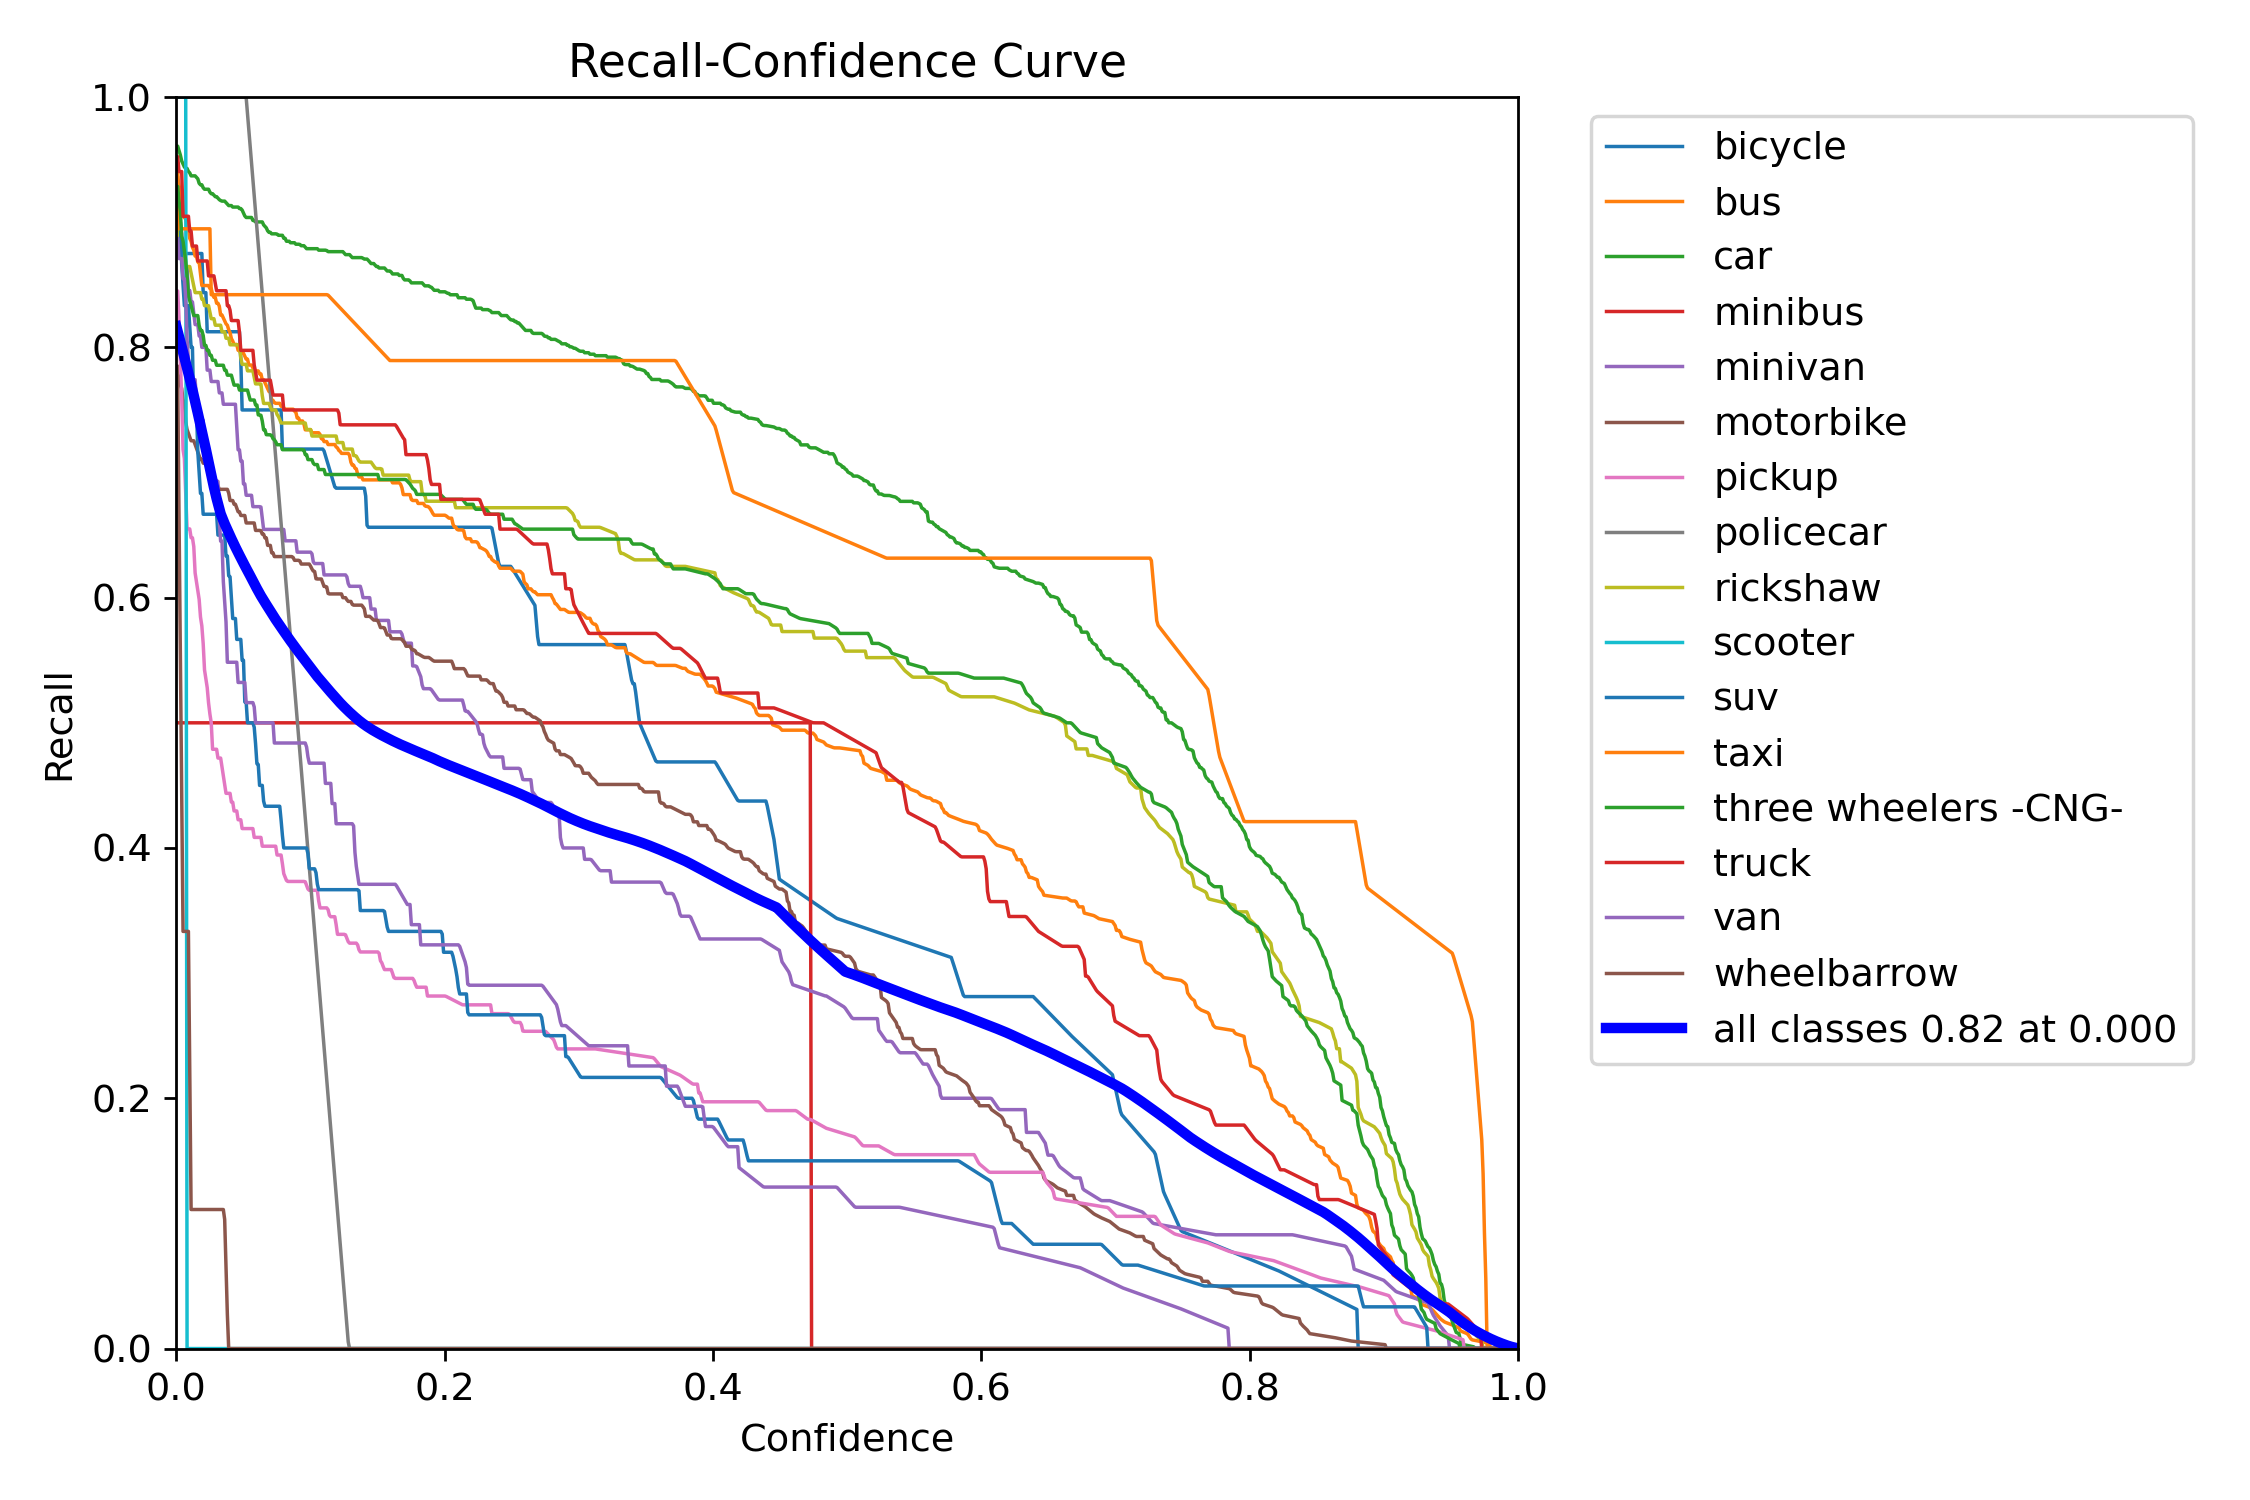 Recall-Confidence Curve
1.0
0.8
0.6
0.4
0.2
0.0
Recall
0.0 0.2 0.4 0.6 0.8 1.0
Confidence
bicycle
bus
car
minibus
minivan
motorbike
pickup
policecar
rickshaw
scooter
suv
taxi
three wheelers -CNG-
truck
van
wheelbarrow
all classes 0.82 at 0.000